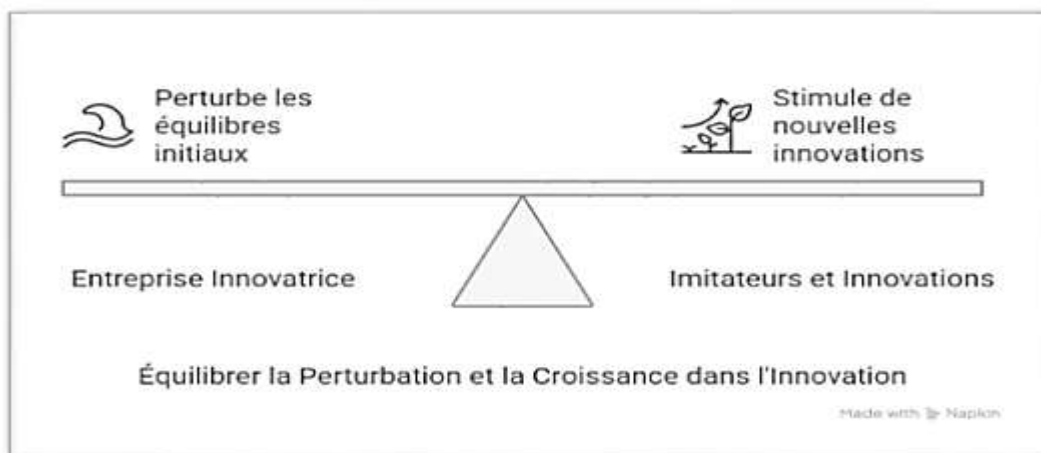 Perturbe les
équilibres
initiaux
Stimule de
nouvelles
innovations
Entreprise Innovatrice
Imitateurs et Innovations
Équilibrer la Perturbation et la Croissance dans l'Innovation
Made with Napkin